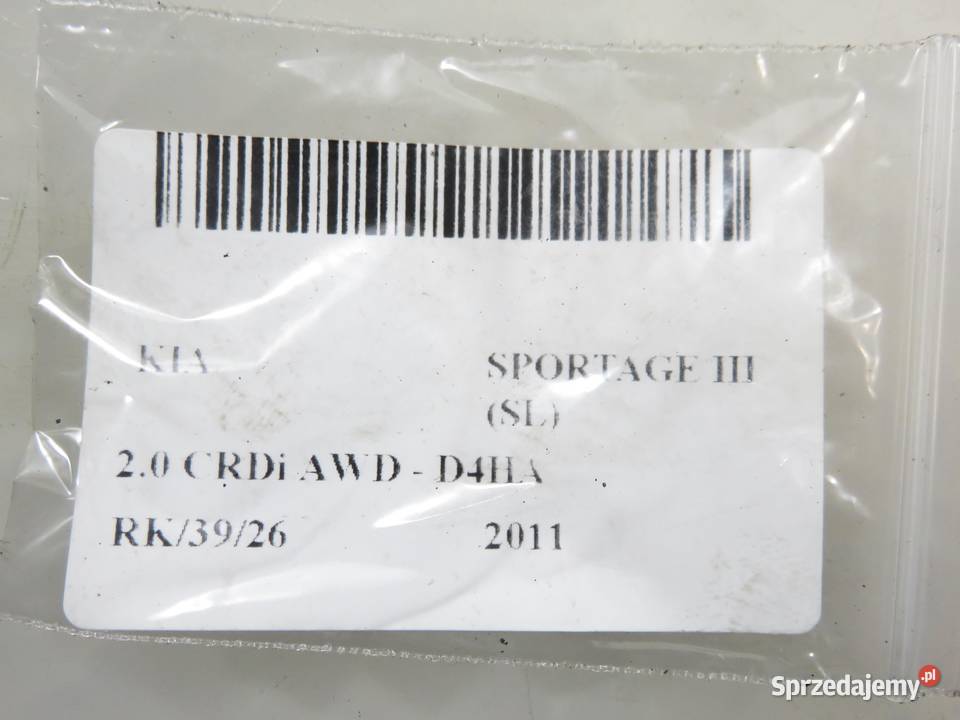 KIA SPORTAGE III
(SL)
2.0 CRDi AWD - D4HA
RK/39/26 2011
Sprzedajemy.pl